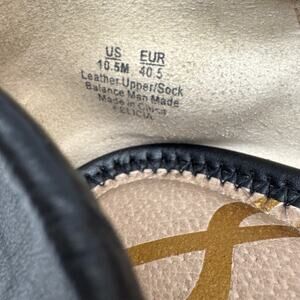 US EUR
10.5M 40.5
Leather Upper/Sock
Balance Man Made
Made in China
FELICIA